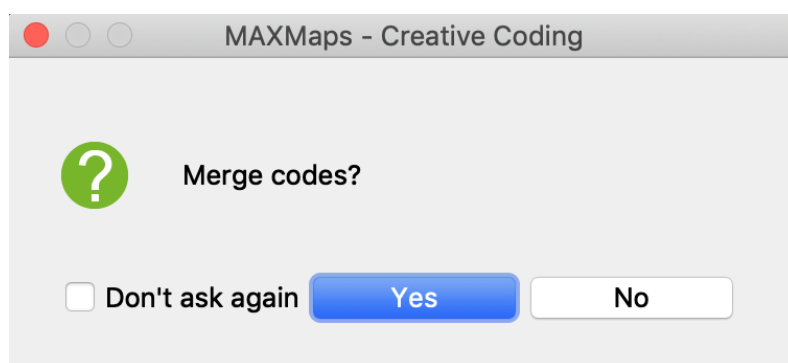 MAXMaps - Creative Coding
Merge codes?
Don't ask again Yes No